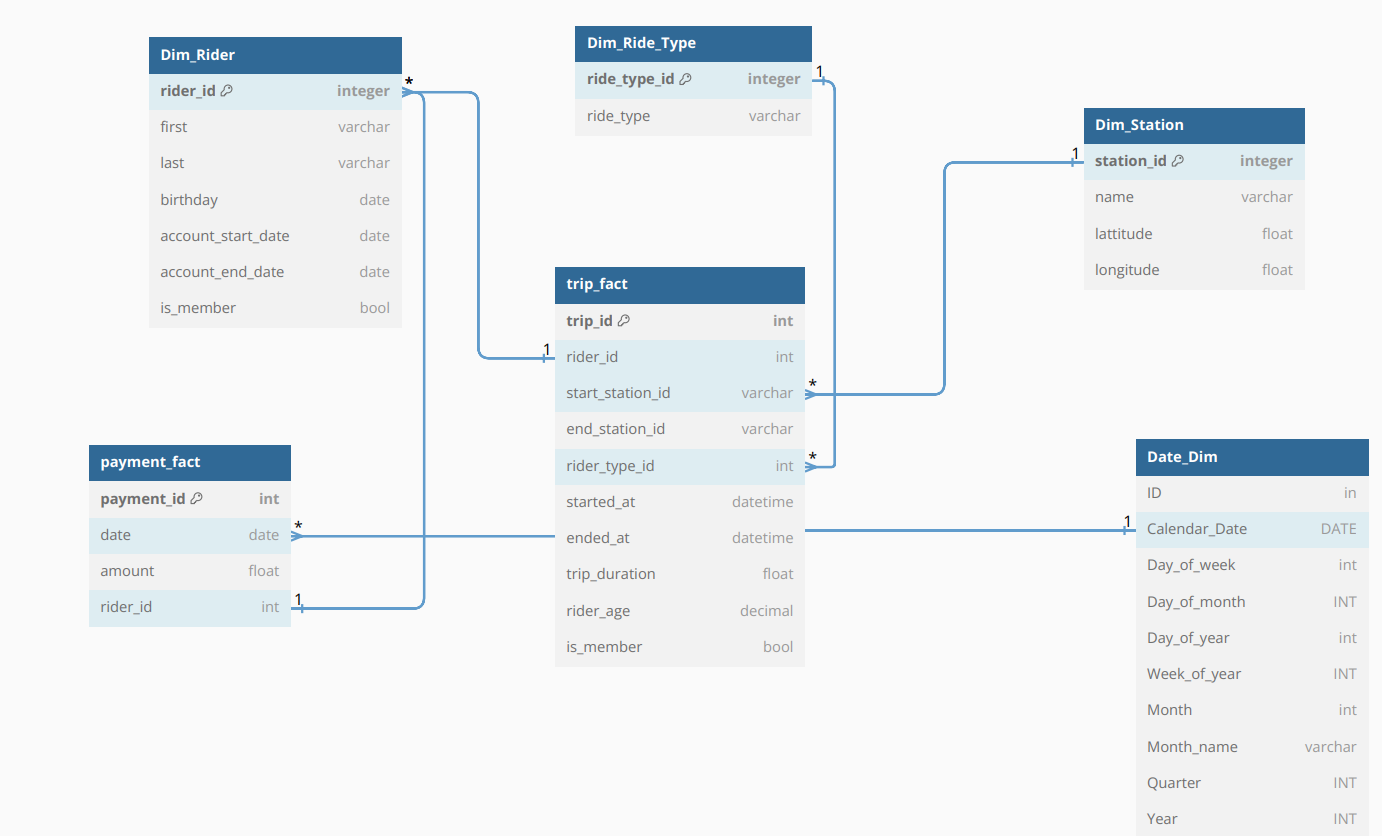 Dim_Rider
rider_id integer
first varchar
last varchar
birthday date
account_start_date date
account_end_date date
is_member bool
*
Dim_Ride_Type
ride_type_id integer
ride_type varchar
1
Dim_Station
station_id integer
name varchar
lattitude float
longitude float
1
trip_fact
trip_id int
rider_id int
start_station_id varchar
end_station_id varchar
rider_type_id int
started_at datetime
ended_at datetime
trip_duration float
rider_age decimal
is_member bool
1
*
*
payment_fact
payment_id int
date date
amount float
rider_id int
*
1
Date_Dim
ID in
Calendar_Date DATE
Day_of_week int
Day_of_month INT
Day_of_year int
Week_of_year INT
Month int
Month_name varchar
Quarter INT
Year INT
1